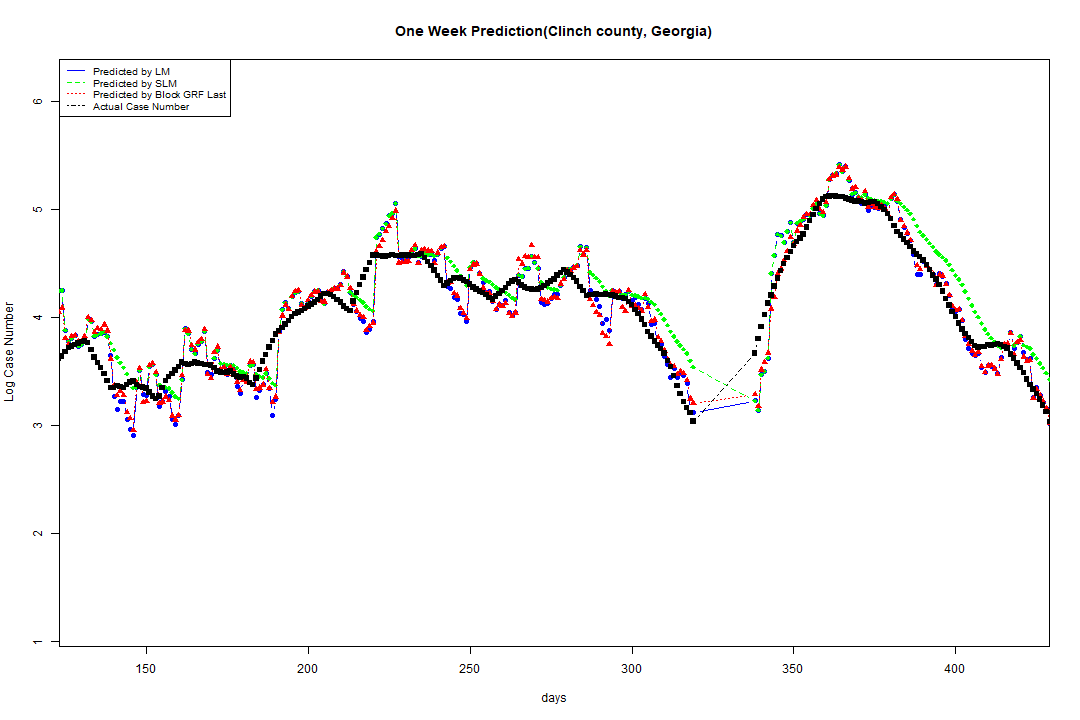 One Week Prediction(Clinch county, Georgia)
Predicted by LM
Predicted by SLM
Predicted by Block GRF Last
Actual Case Number
6
5
4
3
2
1
Log Case Number
150 200 250 300 350 400
days